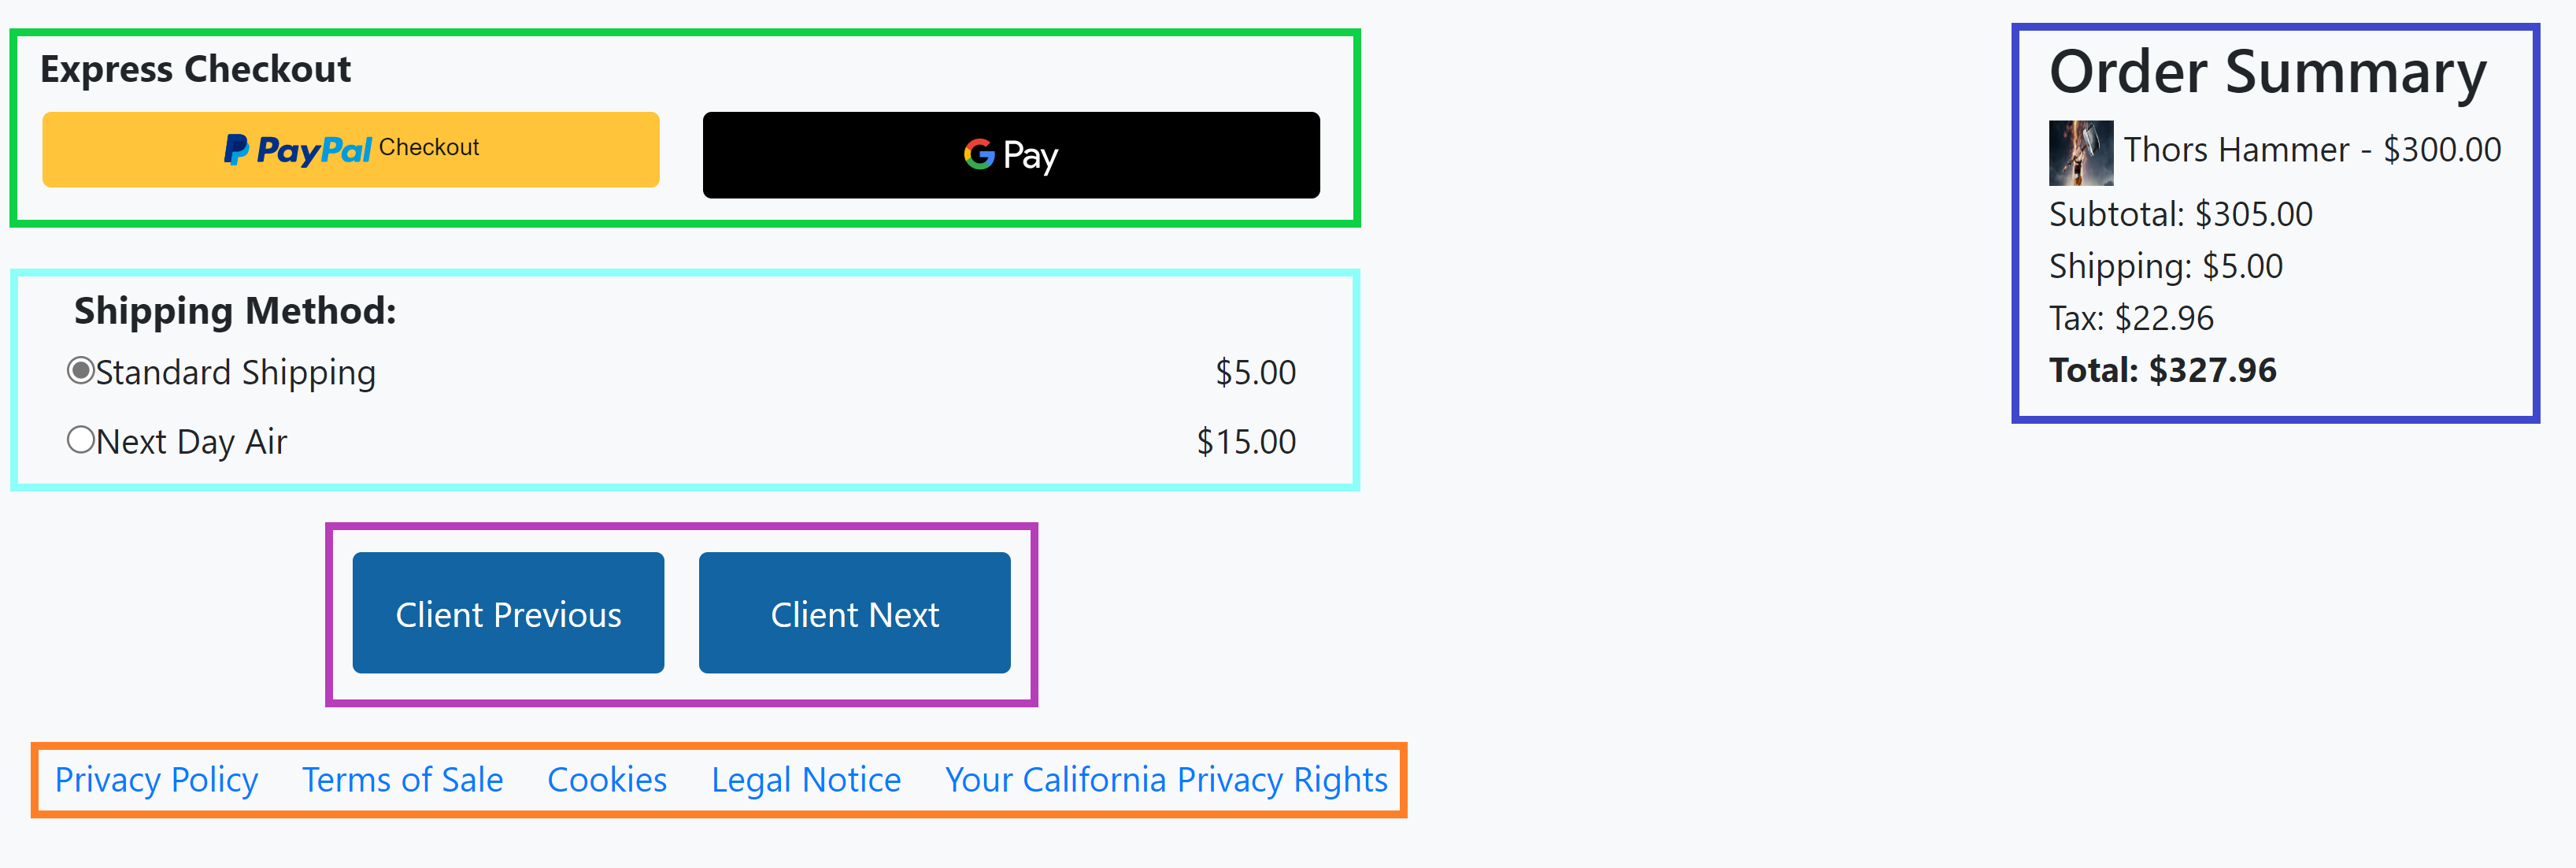 Express Checkout
PayPal Checkout
G Pay
Shipping Method:
Standard Shipping $5.00
Next Day Air $15.00
Client Previous Client Next
Privacy Policy Terms of Sale Cookies Legal Notice Your California Privacy Rights
Order Summary
Thors Hammer - $300.00
Subtotal: $305.00
Shipping: $5.00
Tax: $22.96
Total: $327.96